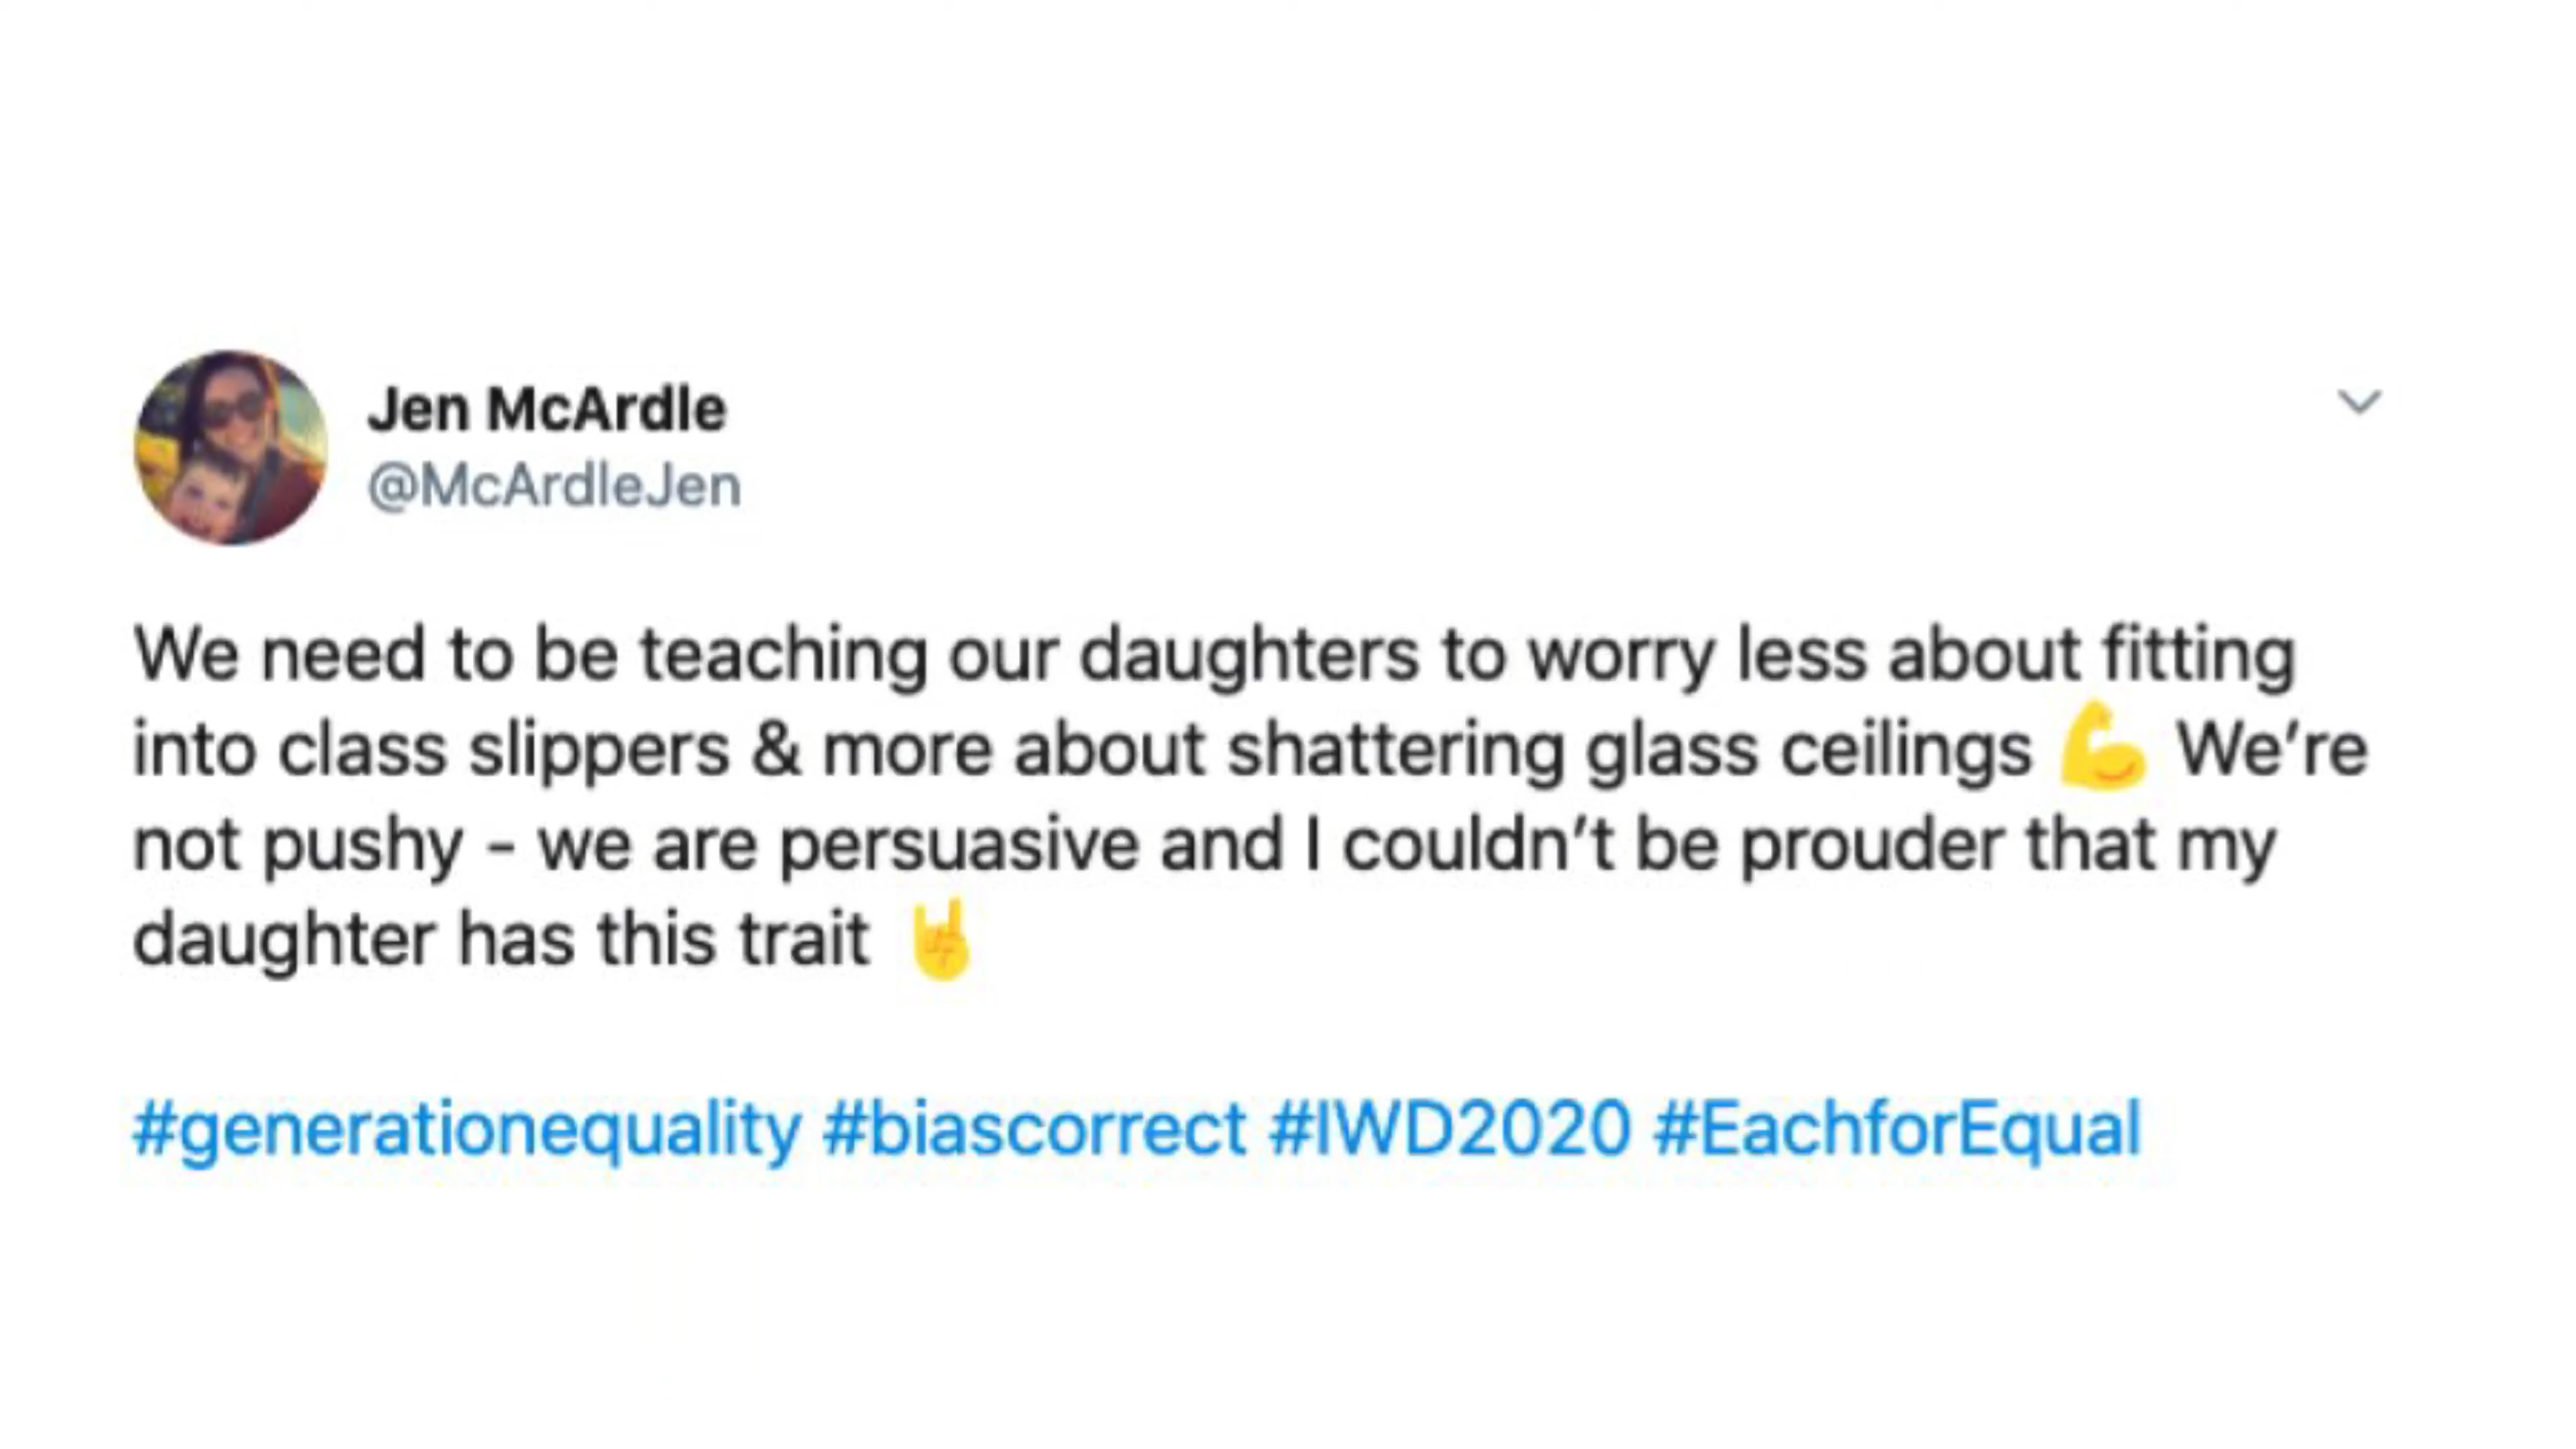 Jen McArdle
@McArdleJen
We need to be teaching our daughters to worry less about fitting
into class slippers & more about shattering glass ceilings 💪 We're
not pushy - we are persuasive and I couldn't be prouder that my
daughter has this trait 🤘
#generationequality #biascorrect #IWD2020 #EachforEqual